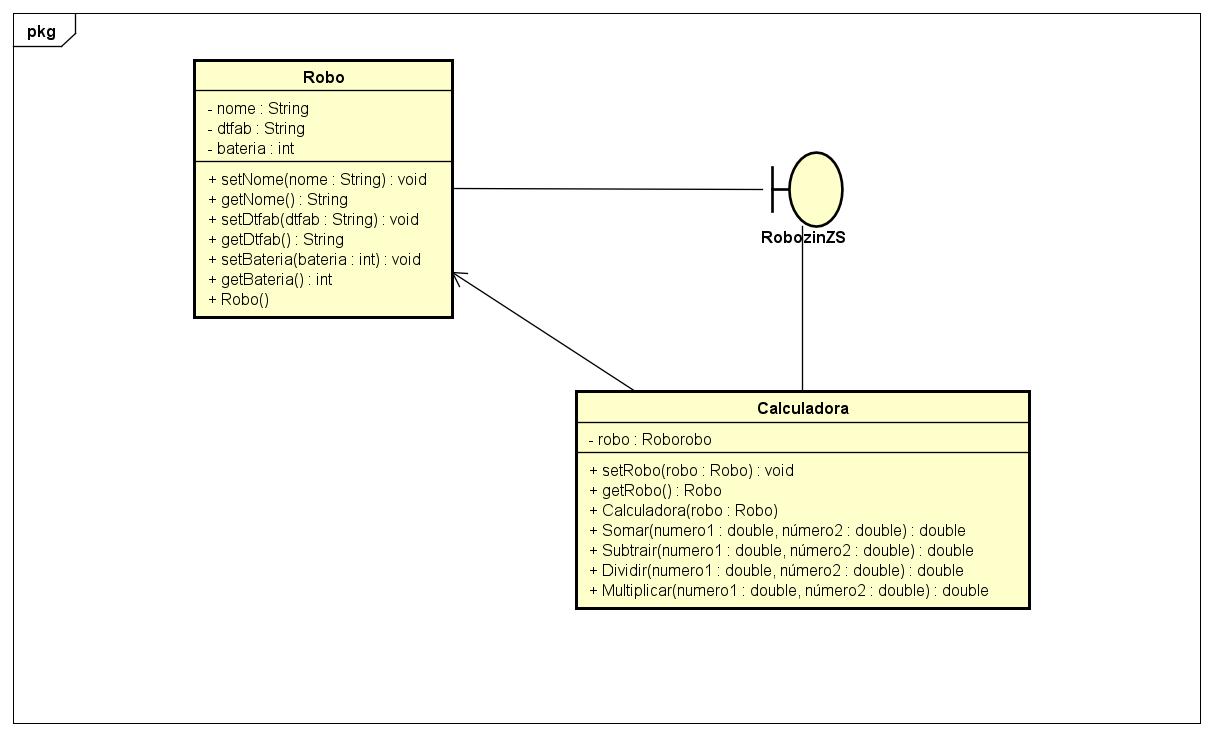 pkg
Robo
- nome : String
- dtfab : String
- bateria : int
+ setNome(nome : String) : void
+ getNome() : String
+ setDtfab(dtfab : String) : void
+ getDtfab() : String
+ setBateria(bateria : int) : void
+ getBateria() : int
+ Robo()
RobozinZS
Calculadora
- robo : Roborobo
+ setRobo(robo : Robo) : void
+ getRobo() : Robo
+ Calculadora(robo : Robo)
+ Somar(numero1 : double, número2 : double) : double
+ Subtrair(numero1 : double, número2 : double) : double
+ Dividir(numero1 : double, número2 : double) : double
+ Multiplicar(numero1 : double, número2 : double) : double